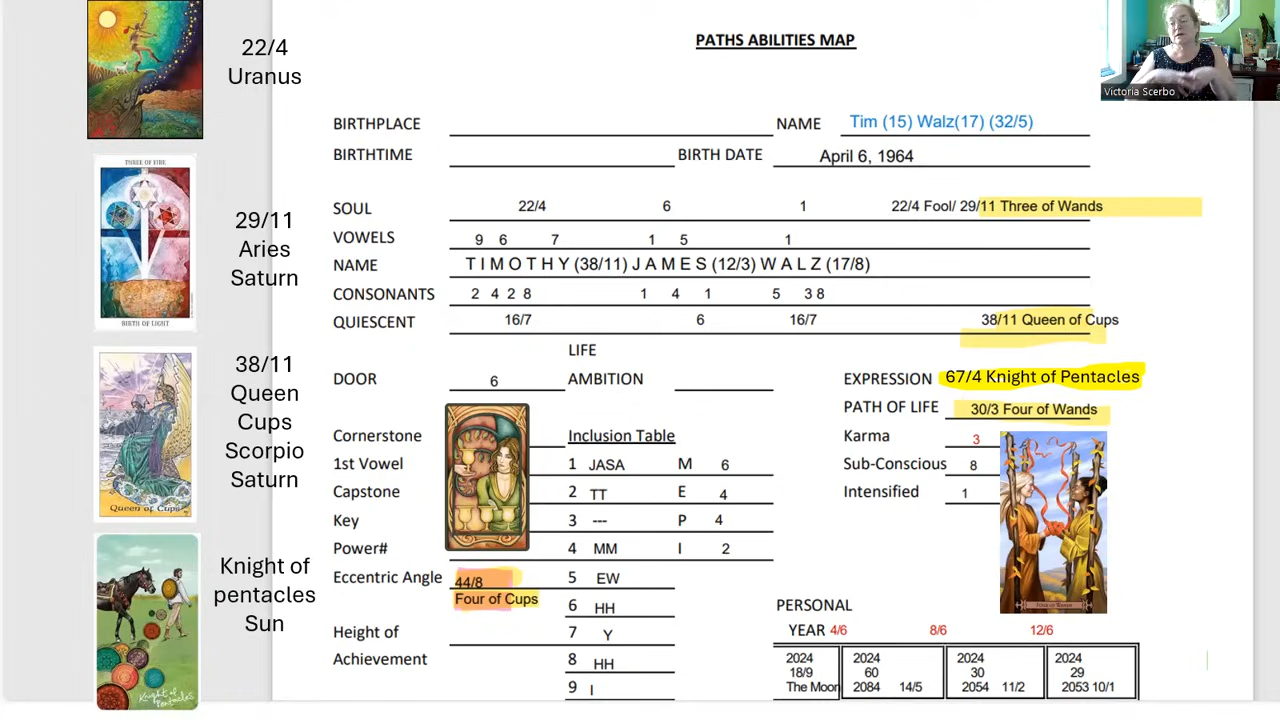 22/4
Uranus
THREE OF FIRE
BIRTH OF LIGHT
29/11
Aries
Saturn
38/11
Queen
Cups
Scorpio
Saturn
Queen of Cups
Knight of
pentacles
Sun
Knight of Pentacles
PATHS ABILITIES MAP
Victoria Scerbo
BIRTHPLACE NAME Tim (15) Walz(17) (32/5)
BIRTHTIME BIRTH DATE April 6, 1964
SOUL 22/4 6 1 22/4 Fool/ 29/11 Three of Wands
VOWELS 9 6 7 1 5 1
NAME T I M O T H Y (38/11) J A M E S (12/3) W A L Z (17/8)
CONSONANTS 2 4 2 8 1 4 1 5 3 8
QUIESCENT 16/7 6 16/7 38/11 Queen of Cups
LIFE
DOOR 6 AMBITION EXPRESSION 67/4 Knight of Pentacles
PATH OF LIFE 30/3 Four of Wands
Cornerstone Inclusion Table Karma 3
1st Vowel 1 JASA M 6 Sub-Conscious 8
Capstone 2 TT E 4 Intensified 1
Key 3 --- P 4
Power# 4 MM I 2
Eccentric Angle 44/8 5 EW
Four of Cups 6 HH
FOUR OF WANDS
PERSONAL
Height of 7 Y YEAR 4/6 8/6 12/6
Achievement 8 HH
9 I
2024 2024 2024 2024
18/9 60 30 29
The Moon 2084 14/5 2054 11/2 2053 10/1